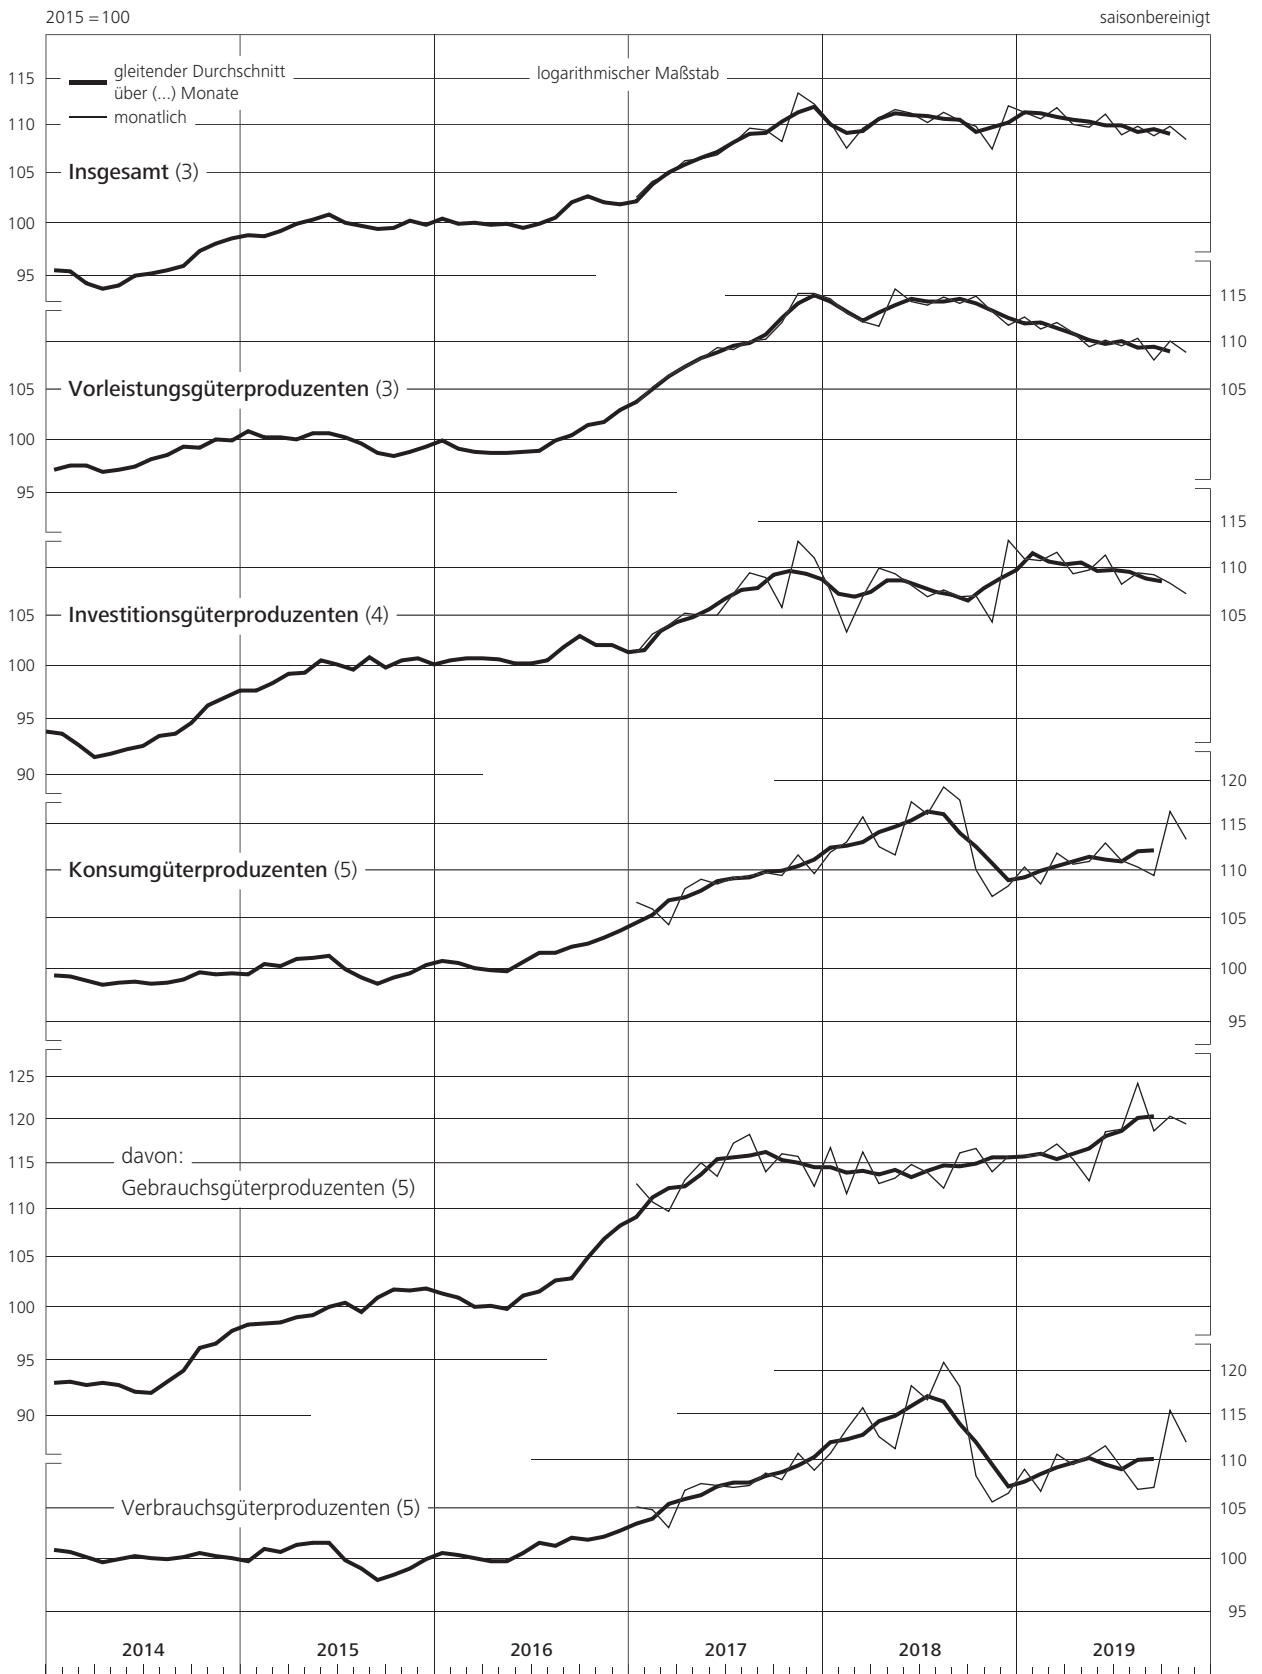 2015 = 100
saisonbereinigt
115
gleitender Durchschnitt
über (...) Monate
logarithmischer Maßstab
monatlich
110
105
Insgesamt (3)
100
95
115
110
105
Vorleistungsgüterproduzenten (3)
105
100
95
115
110
105
Investitionsgüterproduzenten (4)
105
100
95
90
120
115
Konsumgüterproduzenten (5)
110
105
100
95
125
120
115
davon:
Gebrauchsgüterproduzenten (5)
110
105
100
95
90
120
115
110
Verbrauchsgüterproduzenten (5)
105
100
95
2014 2015 2016 2017 2018 2019